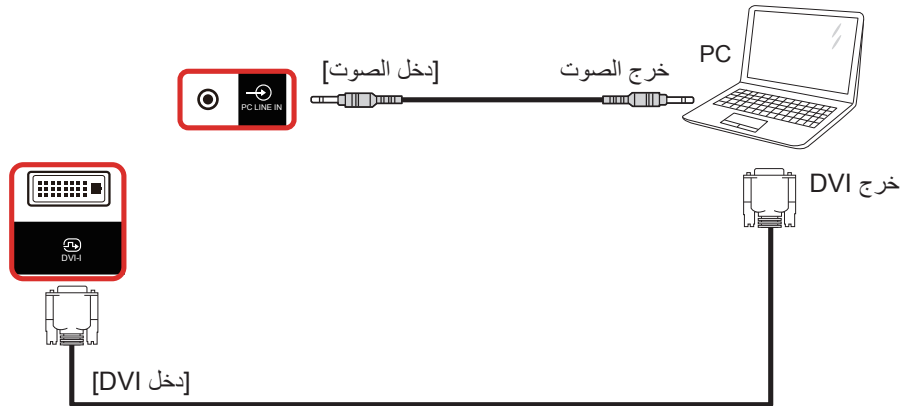 PC
خرج الصوت
[دخل الصوت]
PC LINE IN
خرج DVI
DVI-I
[دخل DVI]